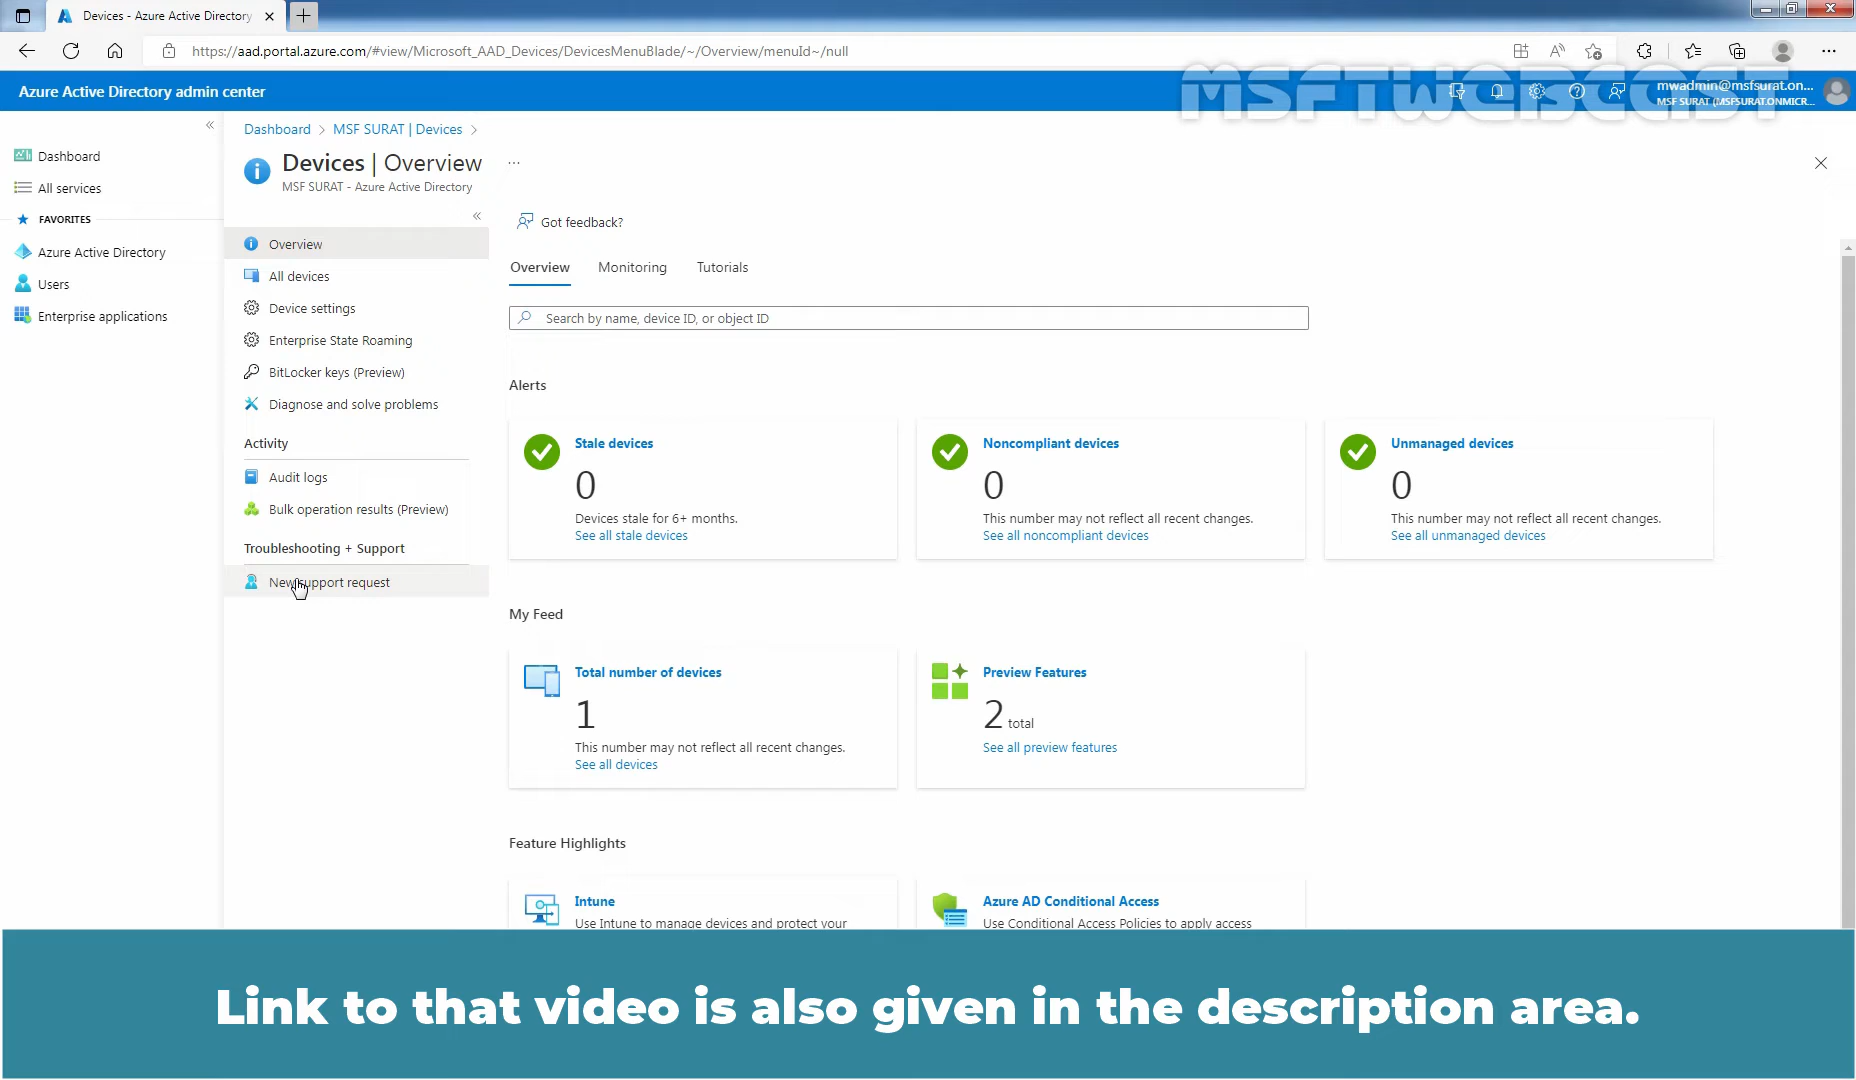 Devices - Azure Active Directory
https://aad.portal.azure.com/#view/Microsoft_AAD_Devices/DevicesMenuBlade/~/Overview/menuId~/null
MSFTWEBCAST
Azure Active Directory admin center
mwadmin@msfsurat.on...
MSF SURAT (MSFSURAT.ONMICR...
Dashboard
All services
FAVORITES
Azure Active Directory
Users
Enterprise applications
Dashboard > MSF SURAT | Devices >
Devices | Overview ...
MSF SURAT - Azure Active Directory
Overview
All devices
Device settings
Enterprise State Roaming
BitLocker keys (Preview)
Diagnose and solve problems
Activity
Audit logs
Bulk operation results (Preview)
Troubleshooting + Support
New support request
Got feedback?
Overview Monitoring Tutorials
Search by name, device ID, or object ID
Alerts
Stale devices
0
Devices stale for 6+ months.
See all stale devices
Noncompliant devices
0
This number may not reflect all recent changes.
See all noncompliant devices
Unmanaged devices
0
This number may not reflect all recent changes.
See all unmanaged devices
My Feed
Total number of devices
1
This number may not reflect all recent changes.
See all devices
Preview Features
2 total
See all preview features
Feature Highlights
Intune
Use Intune to manage devices and protect your
Azure AD Conditional Access
Use Conditional Access Policies to apply access
Link to that video is also given in the description area.